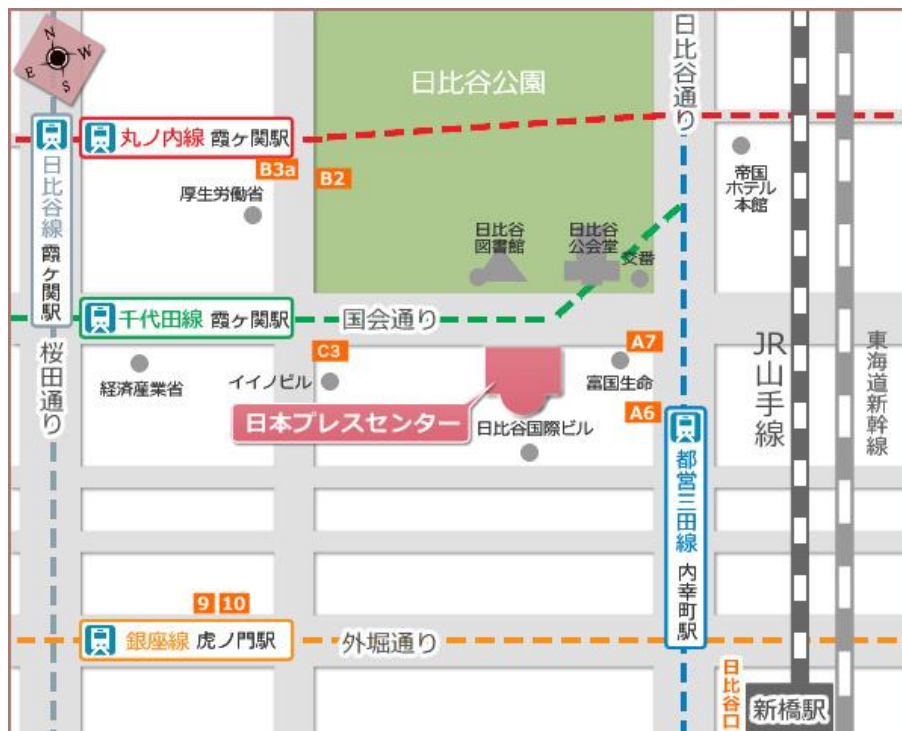 N
W
E
S
日比谷公園
日比谷通り
丸ノ内線 霞ヶ関駅
日比谷線 霞ヶ関駅
B3a
B2
厚生労働省
帝国
ホテル
本館
日比谷
図書館
日比谷
公会堂
交番
千代田線 霞ヶ関駅
国会通り
桜田通り
経済産業省
C3
イイノビル
A7
富国生命
JR山手線
東海道新幹線
日本プレスセンター
A6
日比谷国際ビル
都営三田線 内幸町駅
9
10
銀座線 虎ノ門駅
外堀通り
日比谷口
新橋駅